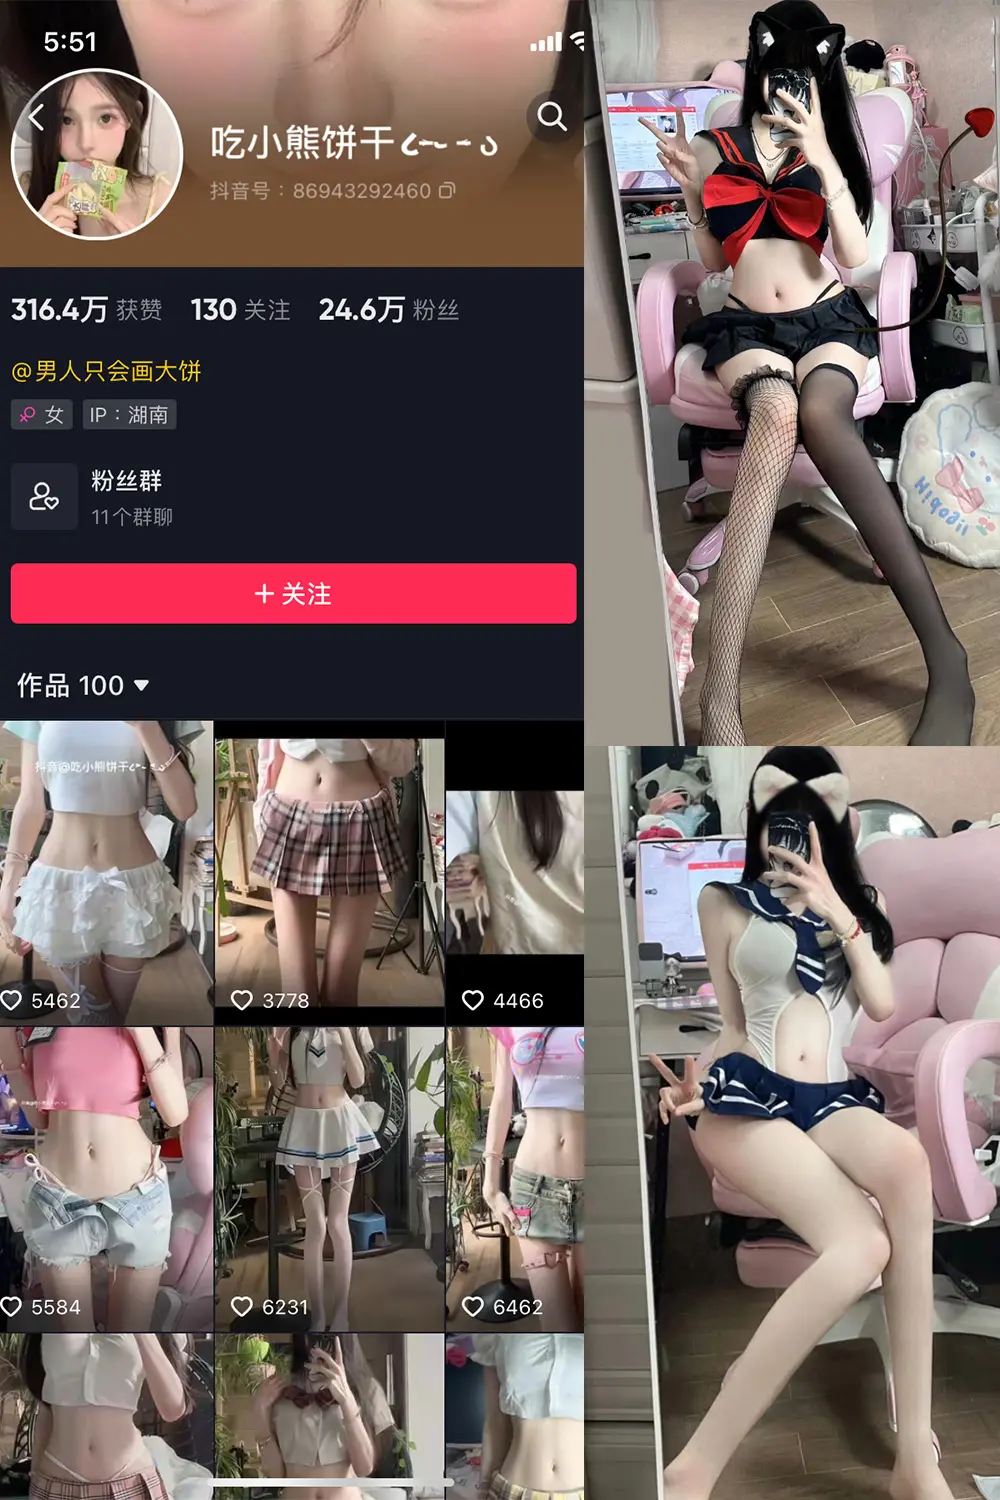 5:51
吃小熊饼干
抖音号：86943292460
316.4万 获赞 130 关注 24.6万 粉丝
@男人只会画大饼
女 IP：湖南
粉丝群
11个群聊
+ 关注
作品 100
抖音@吃小熊饼干
5462
3778
4466
5584
6231
6462